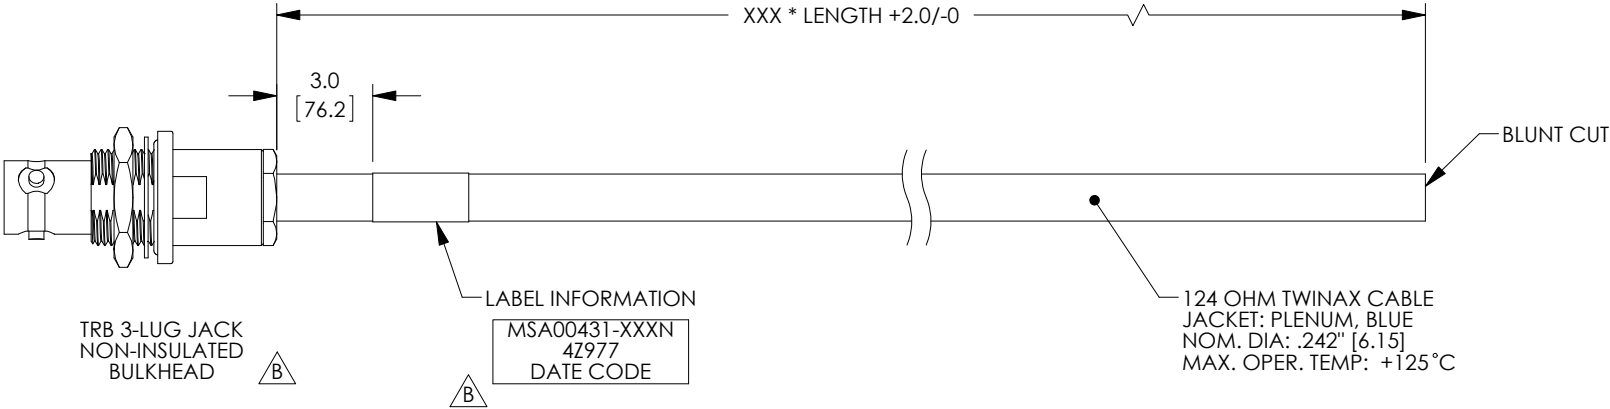 XXX * LENGTH +2.0/-0
3.0
[76.2]
BLUNT CUT
LABEL INFORMATION
MSA00431-XXXN
4Z977
DATE CODE
B
TRB 3-LUG JACK
NON-INSULATED
BULKHEAD
B
124 OHM TWINAX CABLE
JACKET: PLENUM, BLUE
NOM. DIA: .242" [6.15]
MAX. OPER. TEMP: +125°C